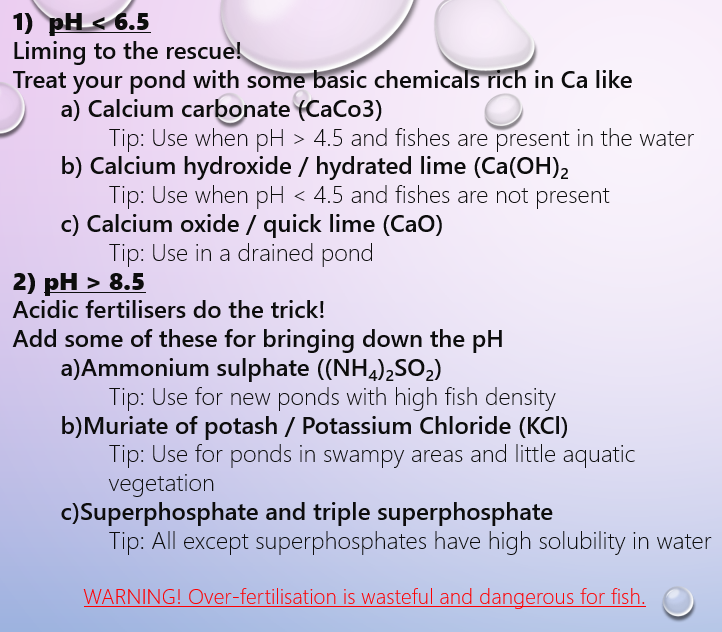 1) pH < 6.5
Liming to the rescue!
Treat your pond with some basic chemicals rich in Ca like
a) Calcium carbonate (CaCo3)
Tip: Use when pH > 4.5 and fishes are present in the water
b) Calcium hydroxide / hydrated lime (Ca(OH)₂
Tip: Use when pH < 4.5 and fishes are not present
c) Calcium oxide / quick lime (CaO)
Tip: Use in a drained pond
2) pH > 8.5
Acidic fertilisers do the trick!
Add some of these for bringing down the pH
a)Ammonium sulphate ((NH₄)₂SO₂)
Tip: Use for new ponds with high fish density
b)Muriate of potash / Potassium Chloride (KCl)
Tip: Use for ponds in swampy areas and little aquatic
vegetation
c)Superphosphate and triple superphosphate
Tip: All except superphosphates have high solubility in water
WARNING! Over-fertilisation is wasteful and dangerous for fish.